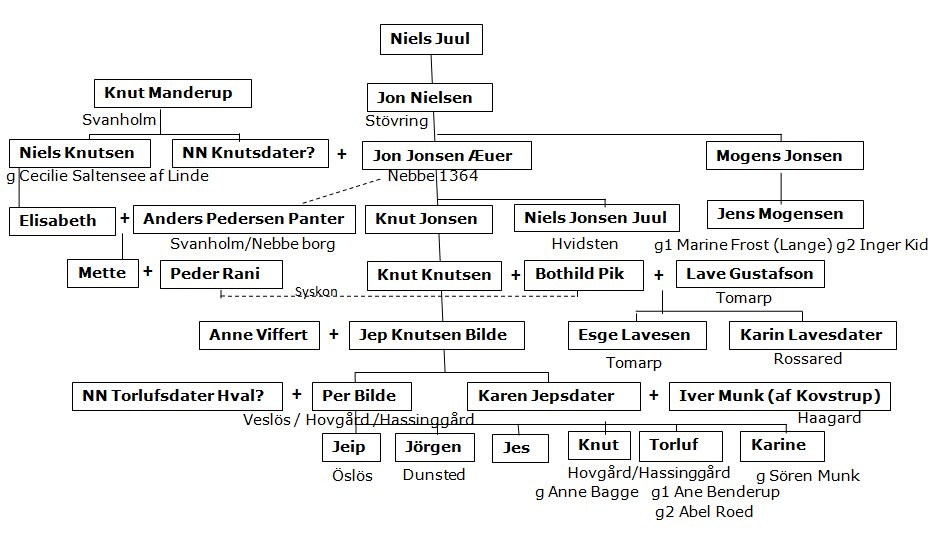 Niels Juul
Knut Manderup
Jon Nielsen
Svanholm
Stövring
Niels Knutsen
NN Knutsdater?
+
Jon Jonsen Æuer
Mogens Jonsen
g Cecilie Saltensee af Linde
Nebbe 1364
Elisabeth
+
Anders Pedersen Panter
Knut Jonsen
Niels Jonsen Juul
Jens Mogensen
Svanholm/Nebbe borg
Hvidsten
g1 Marine Frost (Lange) g2 Inger Kid
Mette
+
Peder Rani
Knut Knutsen
+
Bothild Pik
+
Lave Gustafson
Syskon
Tomarp
Anne Viffert
+
Jep Knutsen Bilde
Esge Lavesen
Karin Lavesdater
Tomarp
Rossared
NN Torlufsdater Hval?
+
Per Bilde
Karen Jepsdater
+
Iver Munk (af Kovstrup)
Veslös / Hovgård /Hassinggård
Haagard
Jeip
Jörgen
Jes
Knut
Torluf
Karine
Öslös
Dunsted
Hovgård/Hassinggård
g Sören Munk
g Anne Bagge
g1 Ane Benderup
g2 Abel Roed